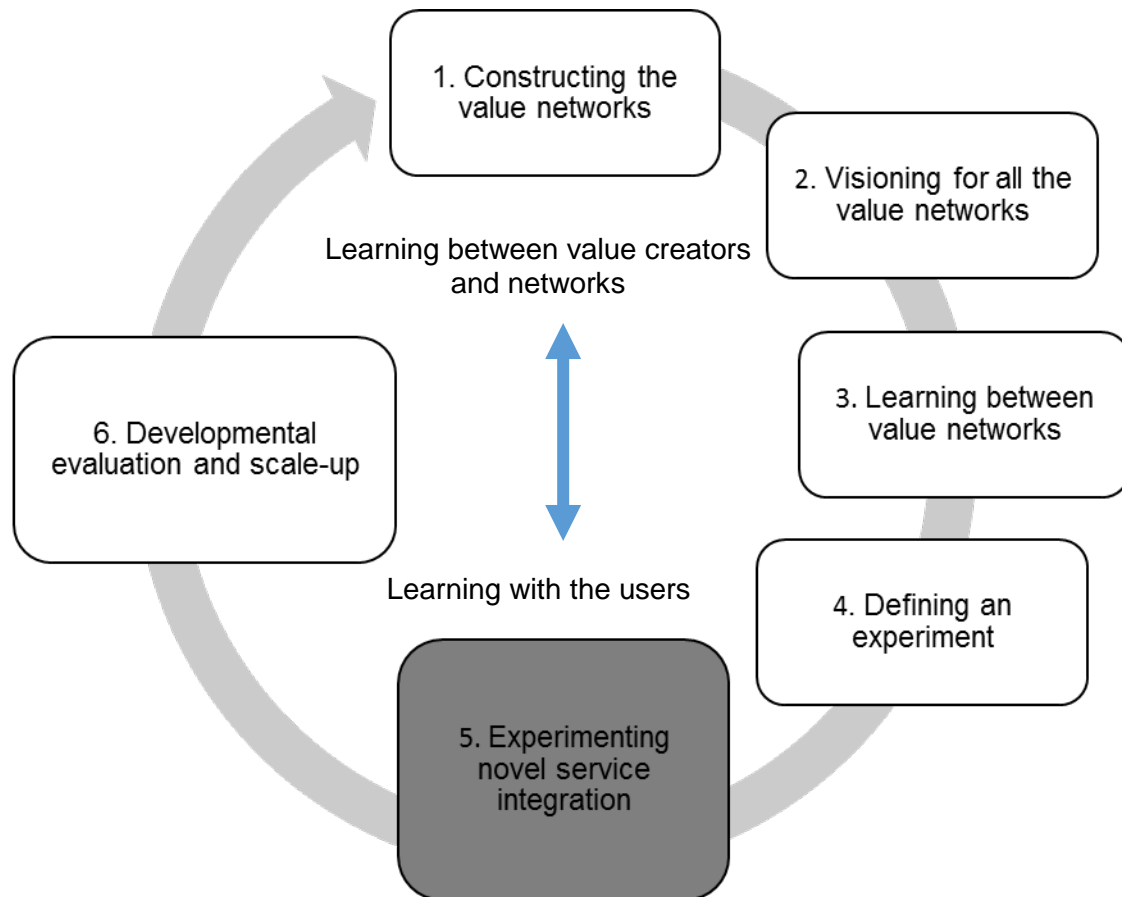 1. Constructing the
value networks
2. Visioning for all the
value networks
Learning between value creators
and networks
3. Learning between
value networks
6. Developmental
evaluation and scale-up
Learning with the users
4. Defining an
experiment
5. Experimenting
novel service
integration